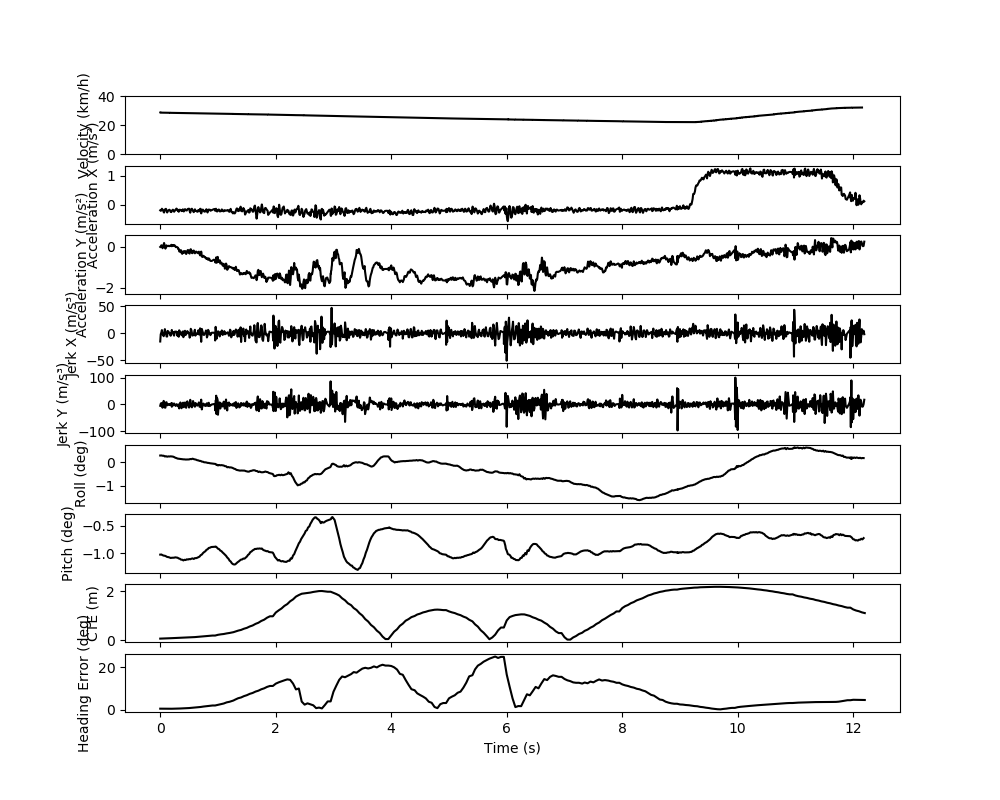 Velocity (km/h)
40
20
0
Acceleration X (m/s²)
1
0
Acceleration Y (m/s²)
0
−2
Jerk X (m/s³)
50
0
−50
Jerk Y (m/s³)
100
0
−100
Roll (deg)
0
−1
Pitch (deg)
−0.5
−1.0
CTE (m)
2
0
Heading Error (deg)
20
0
0 2 4 6 8 10 12
Time (s)